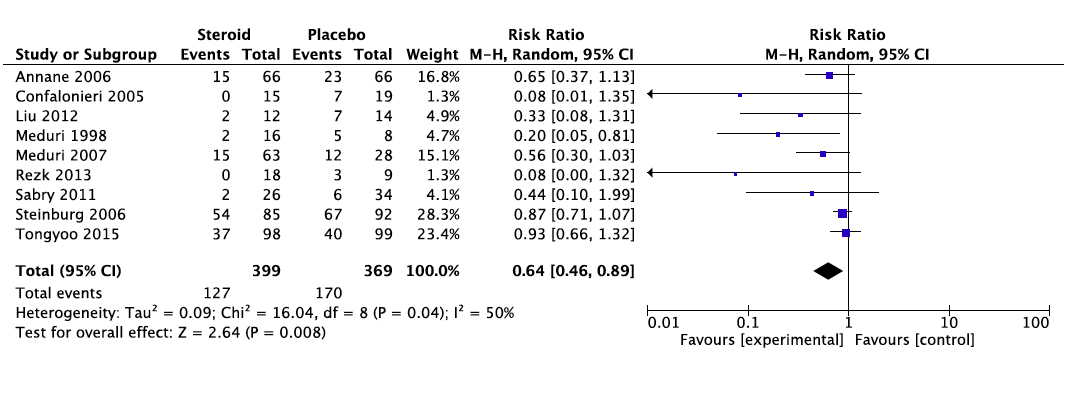 Steroid Placebo Risk Ratio Risk Ratio
Study or Subgroup Events Total Events Total Weight M-H, Random, 95% CI M-H, Random, 95% CI
Annane 2006 15 66 23 66 16.8% 0.65 [0.37, 1.13]
Confalonieri 2005 0 15 7 19 1.3% 0.08 [0.01, 1.35]
Liu 2012 2 12 7 14 4.9% 0.33 [0.08, 1.31]
Meduri 1998 2 16 5 8 4.7% 0.20 [0.05, 0.81]
Meduri 2007 15 63 12 28 15.1% 0.56 [0.30, 1.03]
Rezk 2013 0 18 3 9 1.3% 0.08 [0.00, 1.32]
Sabry 2011 2 26 6 34 4.1% 0.44 [0.10, 1.99]
Steinburg 2006 54 85 67 92 28.3% 0.87 [0.71, 1.07]
Tongyoo 2015 37 98 40 99 23.4% 0.93 [0.66, 1.32]
Total (95% CI) 399 369 100.0% 0.64 [0.46, 0.89]
Total events 127 170
Heterogeneity: Tau² = 0.09; Chi² = 16.04, df = 8 (P = 0.04); I² = 50%
Test for overall effect: Z = 2.64 (P = 0.008)
0.01 0.1 1 10 100
Favours [experimental] Favours [control]